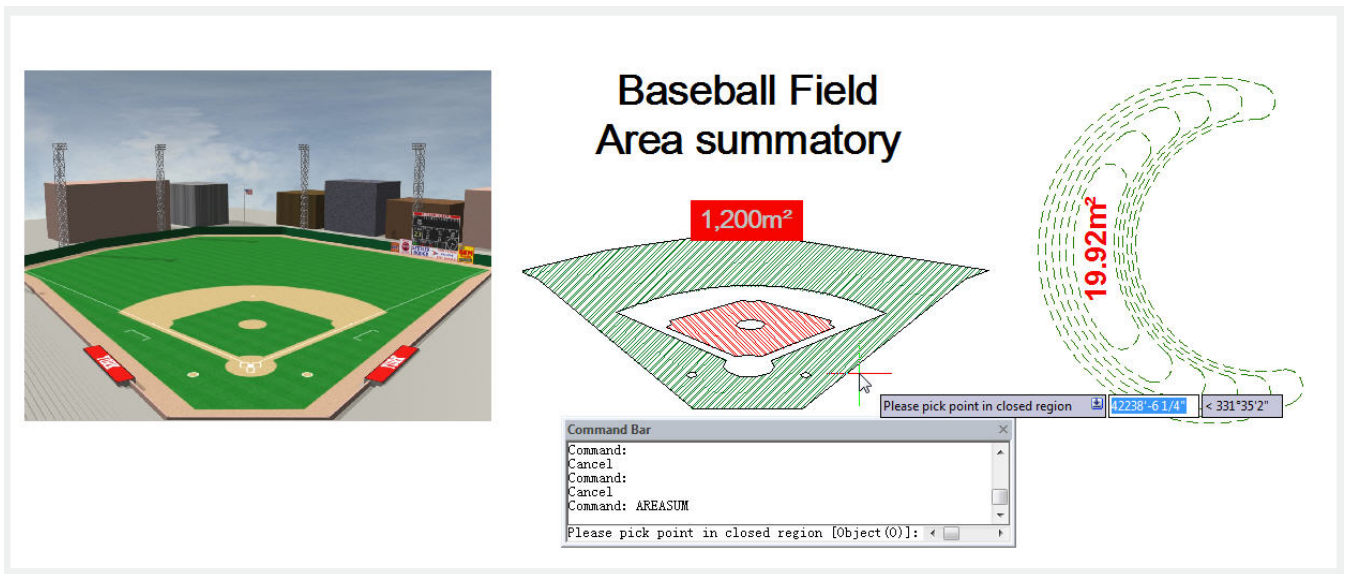 Baseball Field
Area summatory
1,200m²
19.92m²
Please pick point in closed region
42238'-6 1/4"
< 331°35'2"
Command Bar
Command:
Cancel
Command:
Cancel
Command: AREASUM
Please pick point in closed region [Object(O)]: